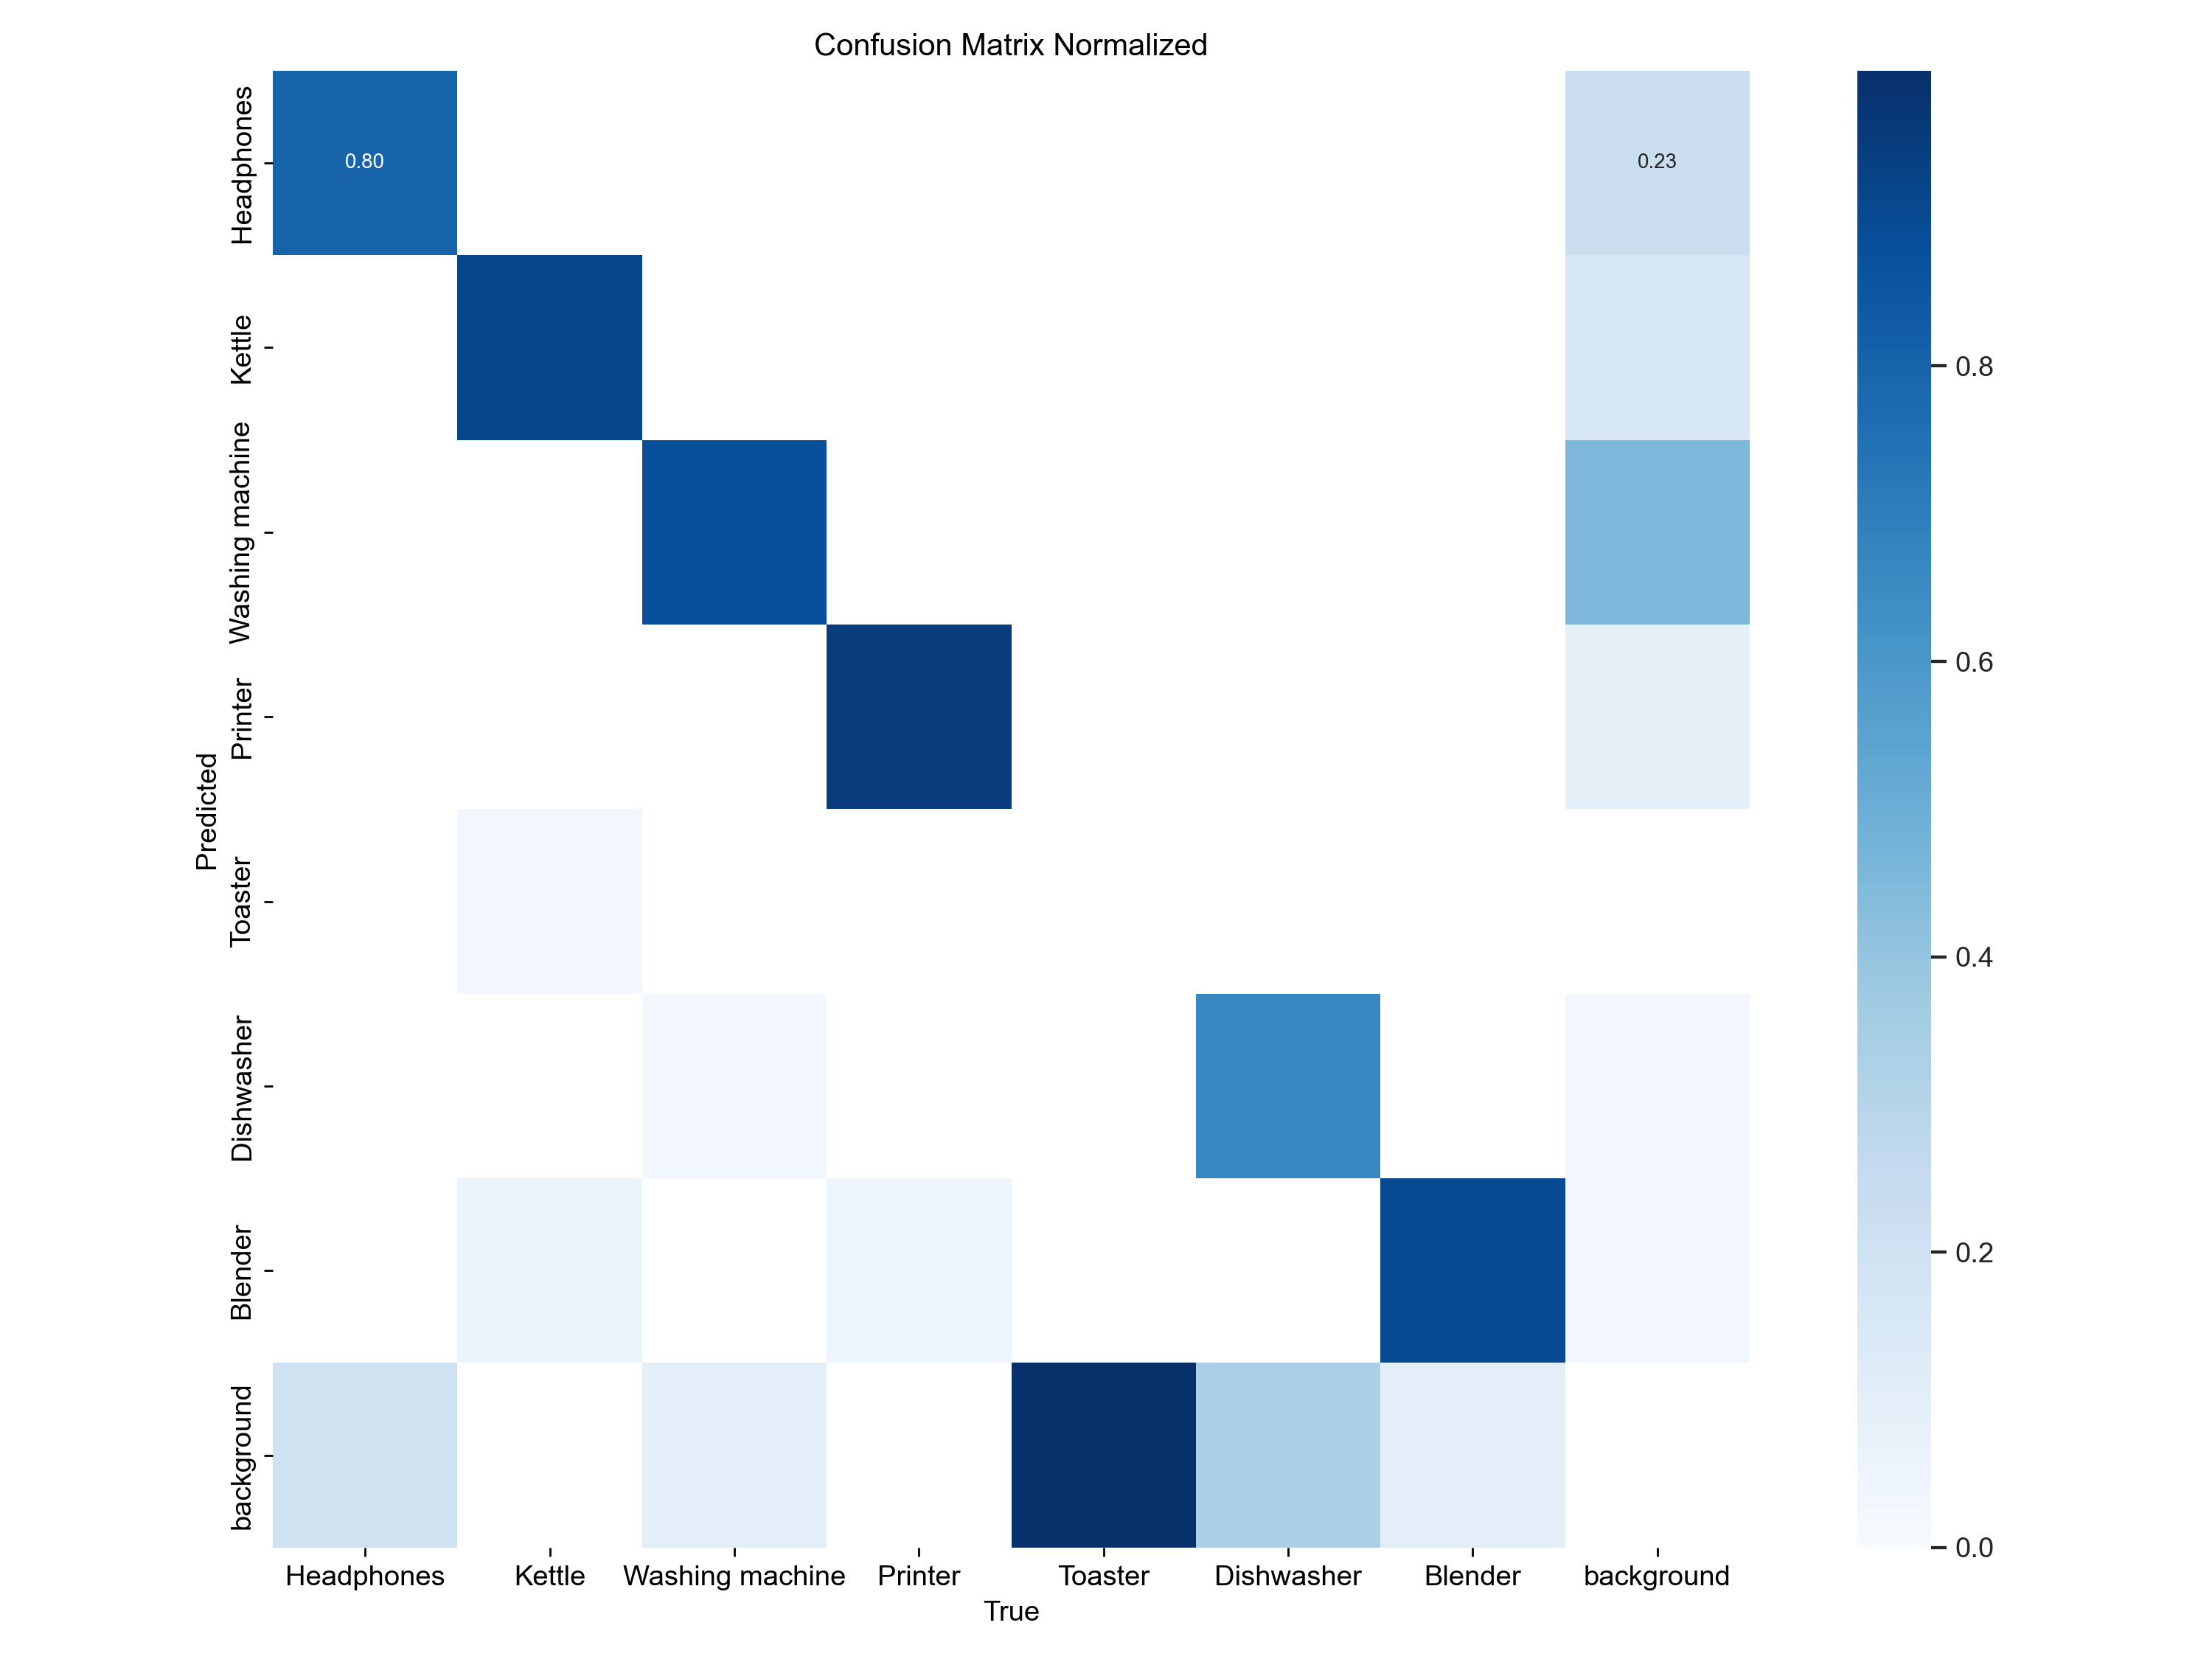 Confusion Matrix Normalized
Headphones
0.80
0.23
Kettle
Washing machine
Printer
Toaster
Dishwasher
Blender
background
Predicted
Headphones Kettle Washing machine Printer Toaster Dishwasher Blender background
True
0.8
0.6
0.4
0.2
0.0